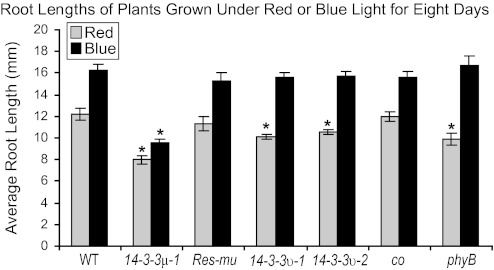 Root Lengths of Plants Grown Under Red or Blue Light for Eight Days
Average Root Length (mm)
20
18
16
14
12
10
8
6
4
2
0
Red
Blue
* * * * *
WT 14-3-3μ-1 Res-mu 14-3-3υ-1 14-3-3υ-2 co phyB